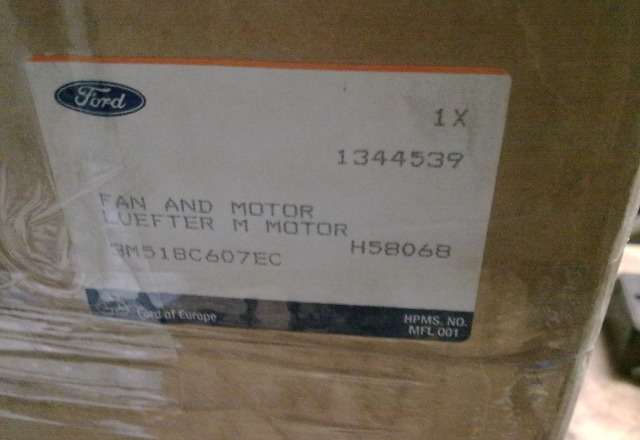 Ford
1X
1344539
FAN AND MOTOR
LUEFTER M MOTOR
3M518C607EC H58068
Ford of Europe
HPMS. NO.
MFL 001